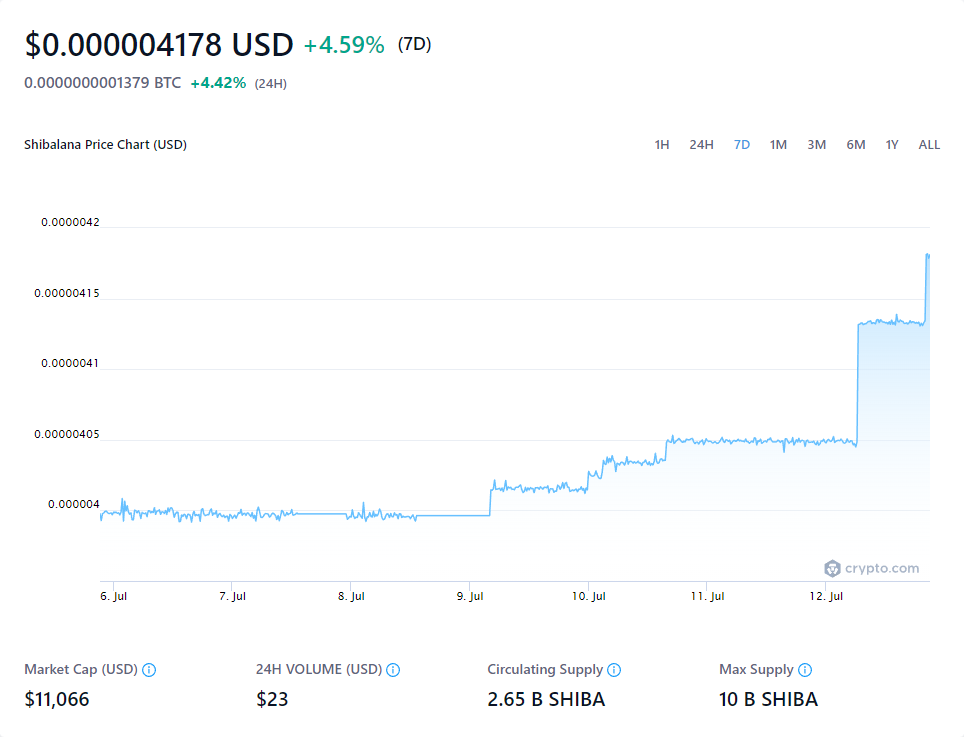 $0.000004178 USD +4.59% (7D)
0.0000000001379 BTC +4.42% (24H)
Shibalana Price Chart (USD) 1H 24H 7D 1M 3M 6M 1Y ALL
0.0000042
0.00000415
0.0000041
0.00000405
0.000004
crypto.com
6. Jul 7. Jul 8. Jul 9. Jul 10. Jul 11. Jul 12. Jul
Market Cap (USD) 24H VOLUME (USD) Circulating Supply Max Supply
$11,066 $23 2.65 B SHIBA 10 B SHIBA